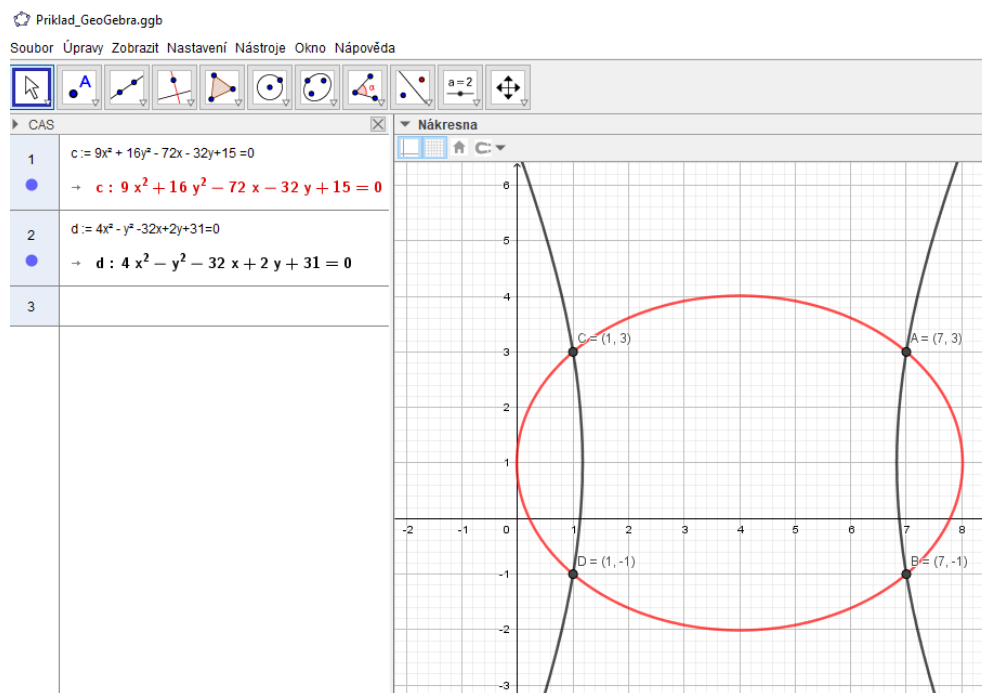 Priklad_GeoGebra.ggb
Soubor Úpravy Zobrazit Nastavení Nástroje Okno Nápověda
A α a=2
CAS
Nákresna
1
c := 9x² + 16y² - 72x - 32y+15 =0
→ c : 9 x² + 16 y² − 72 x − 32 y + 15 = 0
2
d := 4x² - y² -32x+2y+31=0
→ d : 4 x² − y² − 32 x + 2 y + 31 = 0
3
6
5
4
C = (1, 3)
A = (7, 3)
3
2
1
-2 -1 0 1 2 3 4 5 6 7 8
D = (1, -1)
B = (7, -1)
-1
-2
-3